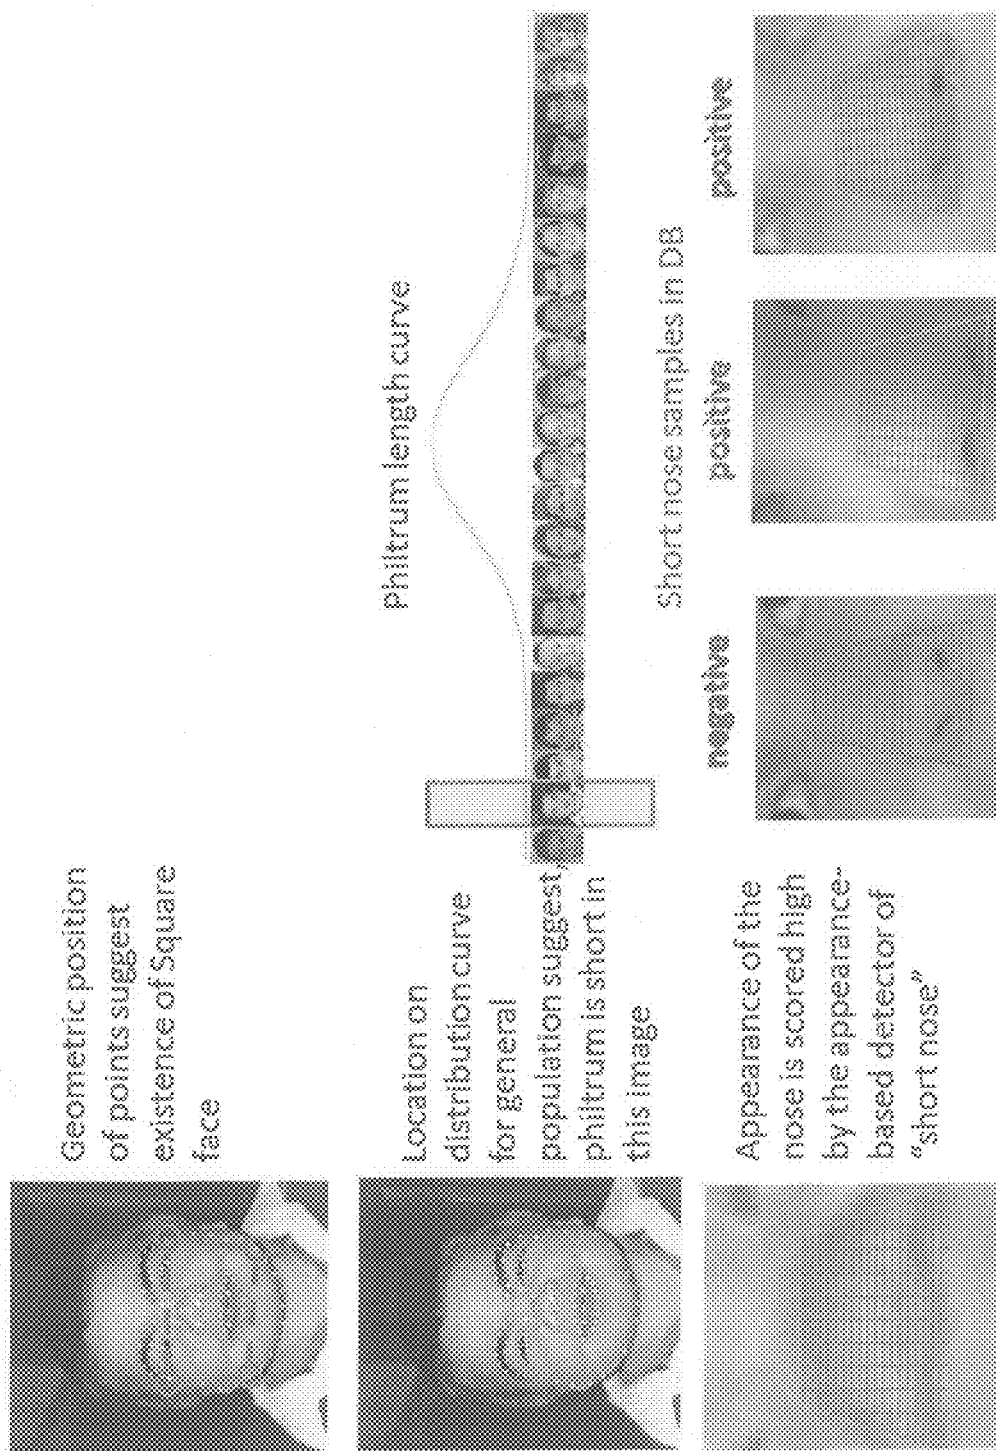 Geometric position
of points suggest
existence of Square
face
Location on
distribution curve
for general
population suggest,
philtrum is short in
this image
Philtrum length curve
Appearance of the
nose is scored high
by the appearance-
based detector of
"short nose"
Short nose samples in DB
negative
positive
positive